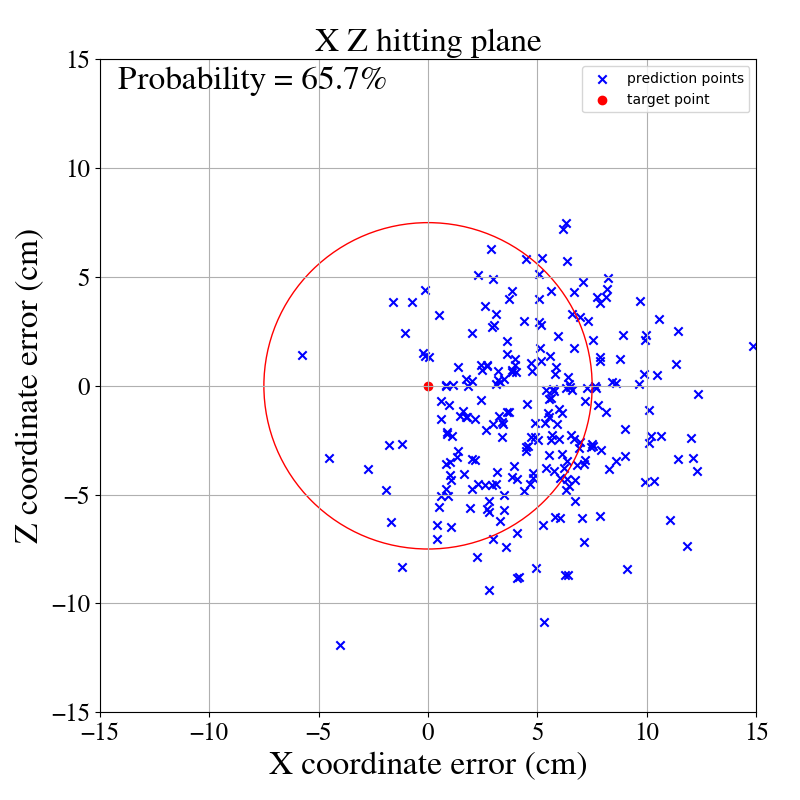 X Z hitting plane
Probability = 65.7%
prediction points
target point
Z coordinate error (cm)
15
10
5
0
−5
−10
−15
−15 −10 −5 0 5 10 15
X coordinate error (cm)